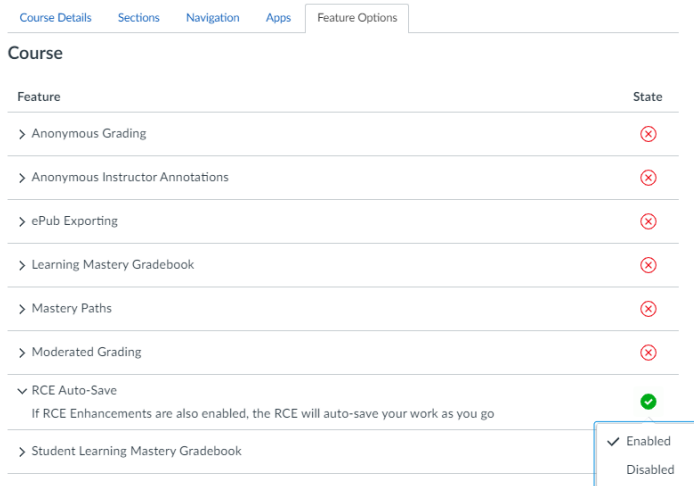 Course Details Sections Navigation Apps Feature Options
Course
Feature State
Anonymous Grading
Anonymous Instructor Annotations
ePub Exporting
Learning Mastery Gradebook
Mastery Paths
Moderated Grading
RCE Auto-Save
If RCE Enhancements are also enabled, the RCE will auto-save your work as you go
Enabled
Student Learning Mastery Gradebook
Disabled